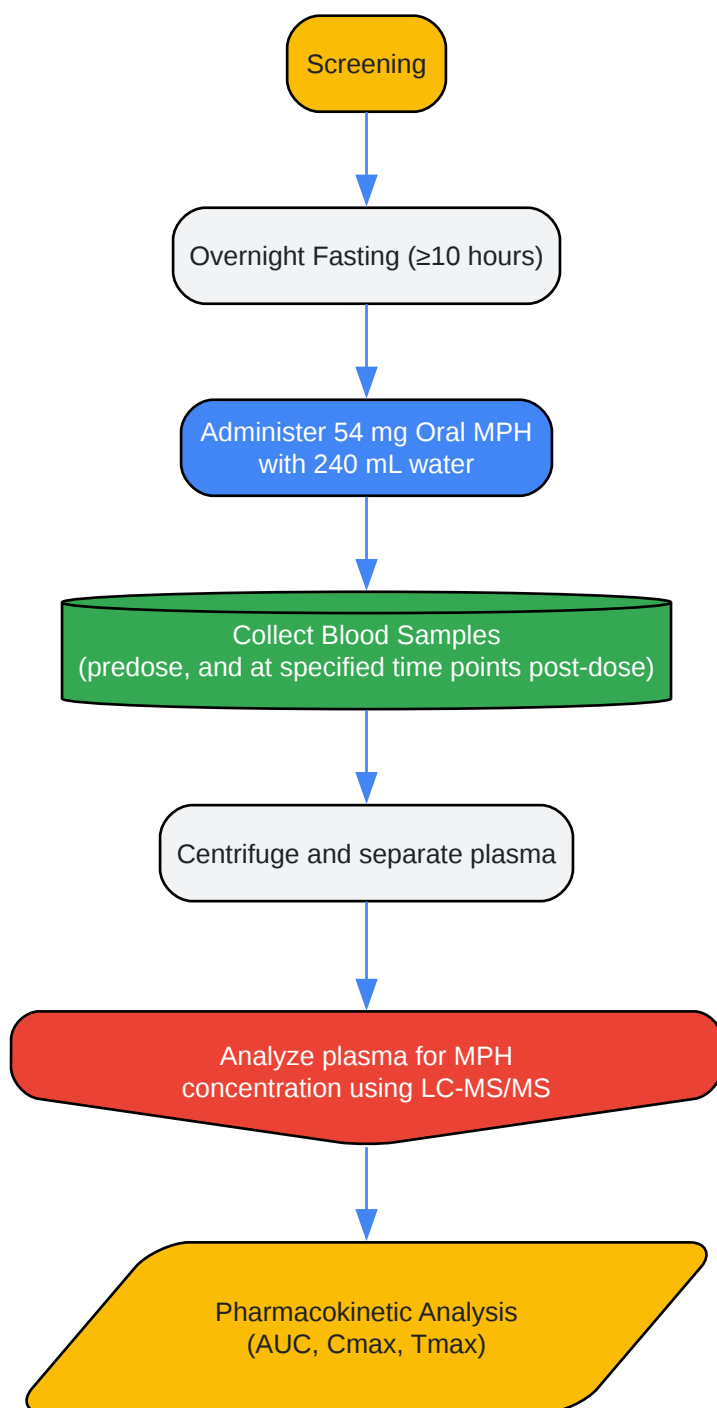 Screening
Overnight Fasting (≥10 hours)
Administer 54 mg Oral MPH
with 240 mL water
Collect Blood Samples
(predose, and at specified time points post-dose)
Centrifuge and separate plasma
Analyze plasma for MPH
concentration using LC-MS/MS
Pharmacokinetic Analysis
(AUC, Cmax, Tmax)